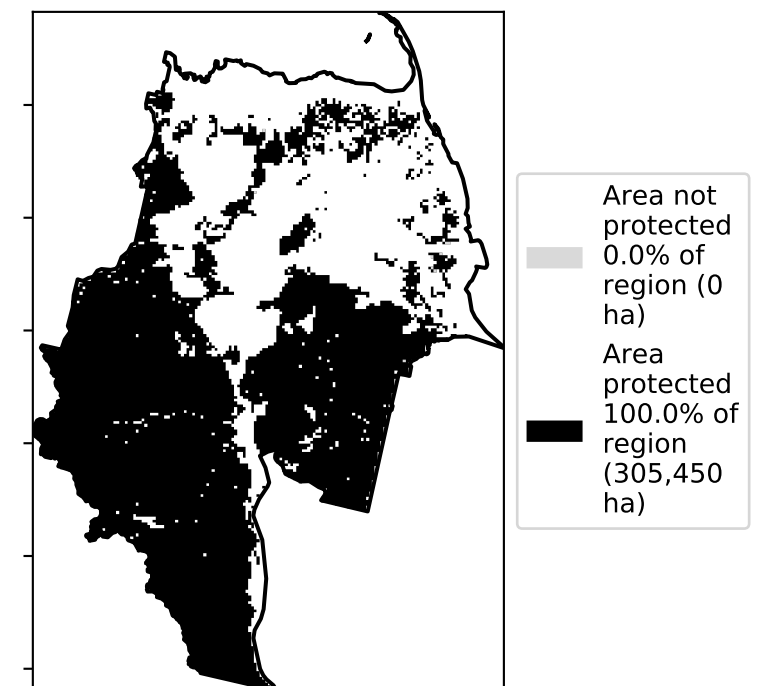 Area not
protected
0.0% of
region (0
ha)
Area
protected
100.0% of
region
(305,450
ha)